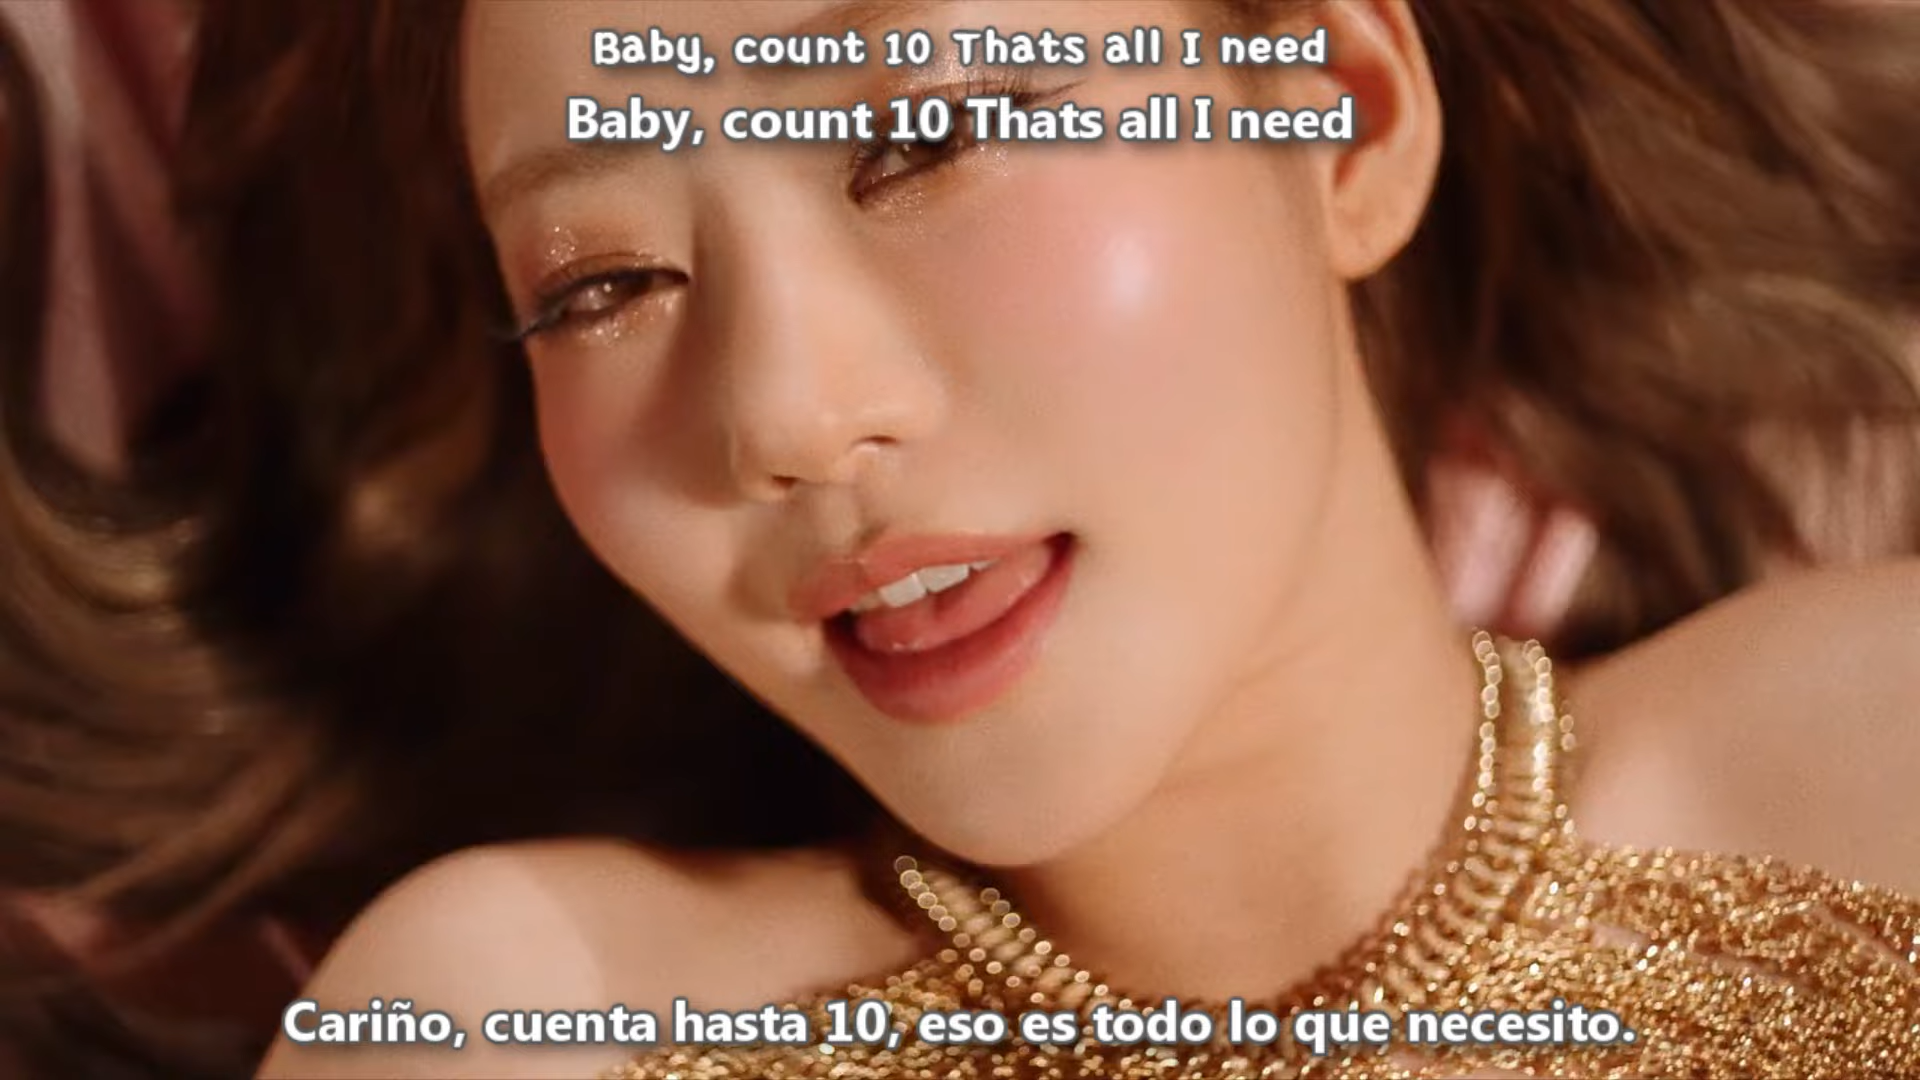 Baby, count 10 Thats all I need
Baby, count 10 Thats all I need
Cariño, cuenta hasta 10, eso es todo lo que necesito.